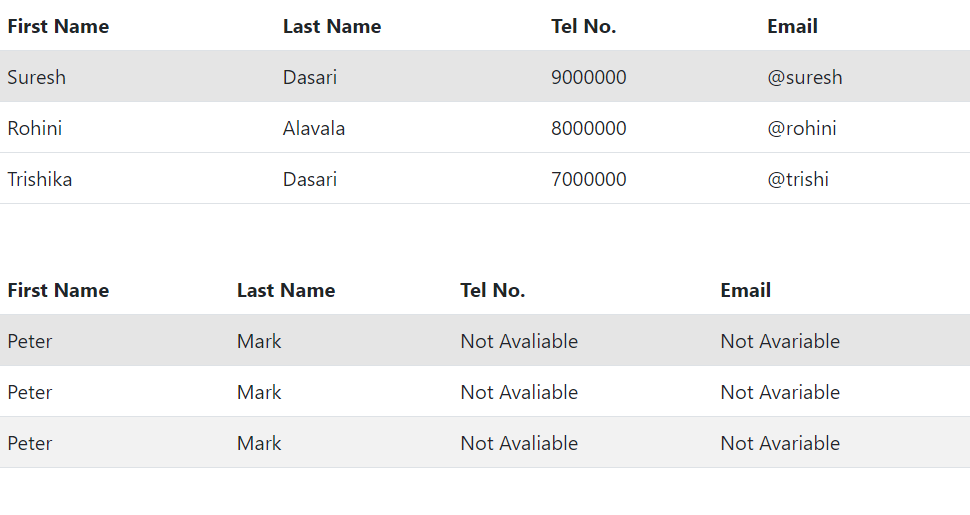 First Name Last Name Tel No. Email
Suresh Dasari 9000000 @suresh
Rohini Alavala 8000000 @rohini
Trishika Dasari 7000000 @trishi
First Name Last Name Tel No. Email
Peter Mark Not Avaliable Not Avariable
Peter Mark Not Avaliable Not Avariable
Peter Mark Not Avaliable Not Avariable